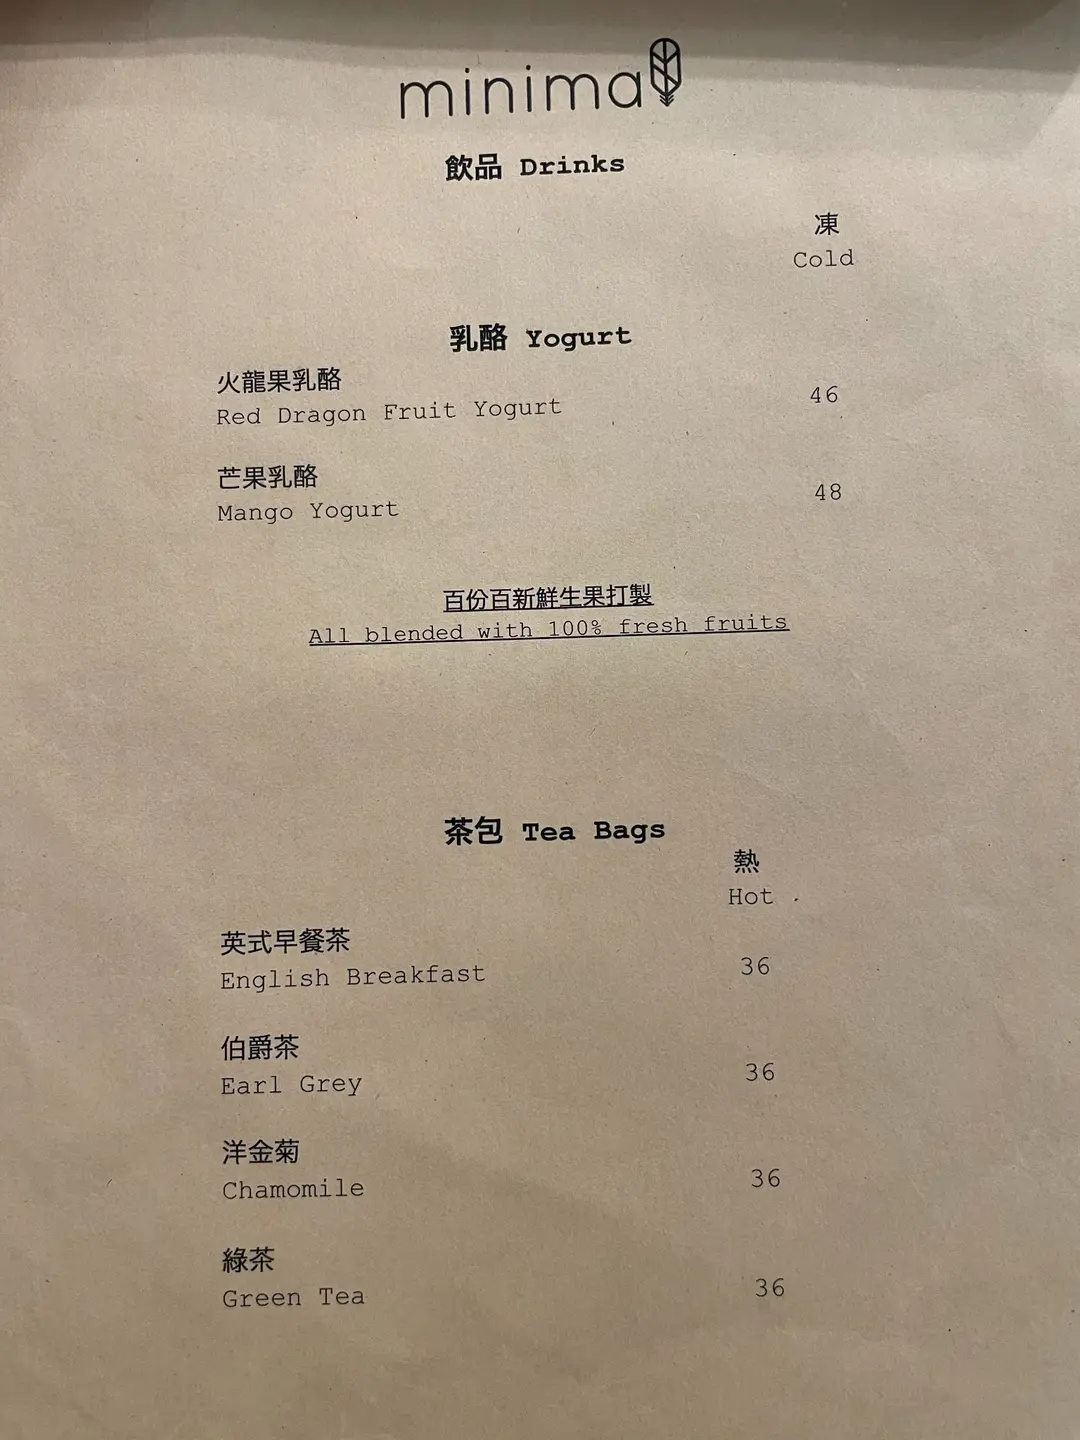 minima
飲品 Drinks
凍
Cold
乳酪 Yogurt
火龍果乳酪
Red Dragon Fruit Yogurt 46
芒果乳酪
Mango Yogurt 48
百份百新鮮生果打製
All blended with 100% fresh fruits
茶包 Tea Bags
熱
Hot
英式早餐茶
English Breakfast 36
伯爵茶
Earl Grey 36
洋金菊
Chamomile 36
綠茶
Green Tea 36